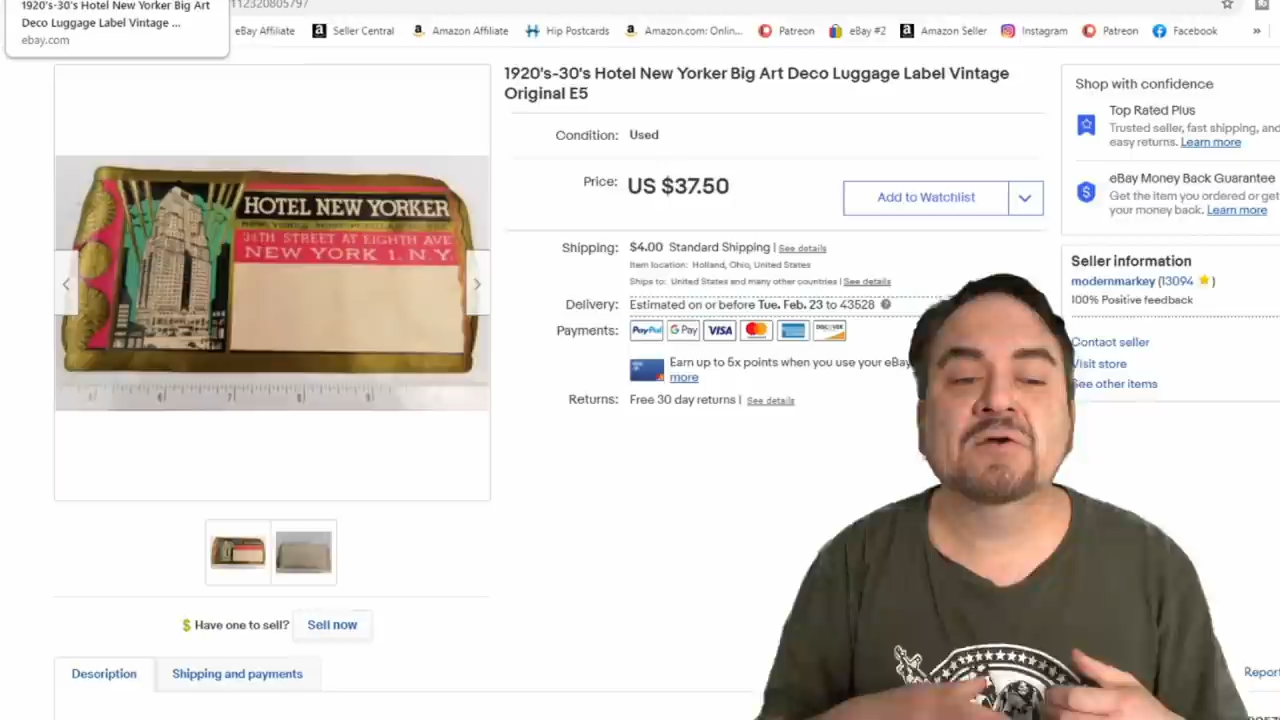 1920's-30's Hotel New Yorker Big Art
Deco Luggage Label Vintage ...
ebay.com
112320805797
eBay Affiliate
Seller Central
Amazon Affiliate
Hip Postcards
Amazon.com: Onlin...
Patreon
eBay #2
Amazon Seller
Instagram
Patreon
Facebook
»
1920's-30's Hotel New Yorker Big Art Deco Luggage Label Vintage
Original E5
Condition: Used
Price: US $37.50
Add to Watchlist
Shipping: $4.00 Standard Shipping | See details
Item location: Holland, Ohio, United States
Ships to: United States and many other countries | See details
Delivery: Estimated on or before Tue. Feb. 23 to 43528
Payments: PayPal G Pay VISA DISCOVER
Earn up to 5x points when you use your eBay
more
Returns: Free 30 day returns | See details
HOTEL NEW YORKER
34TH STREET AT EIGHTH AVE
NEW YORK 1, N.Y.
$ Have one to sell? Sell now
Description
Shipping and payments
Shop with confidence
Top Rated Plus
Trusted seller, fast shipping, and
easy returns. Learn more
eBay Money Back Guarantee
Get the item you ordered or get
your money back. Learn more
Seller information
modernmarkey (13094 )
100% Positive feedback
Contact seller
Visit store
See other items
Report